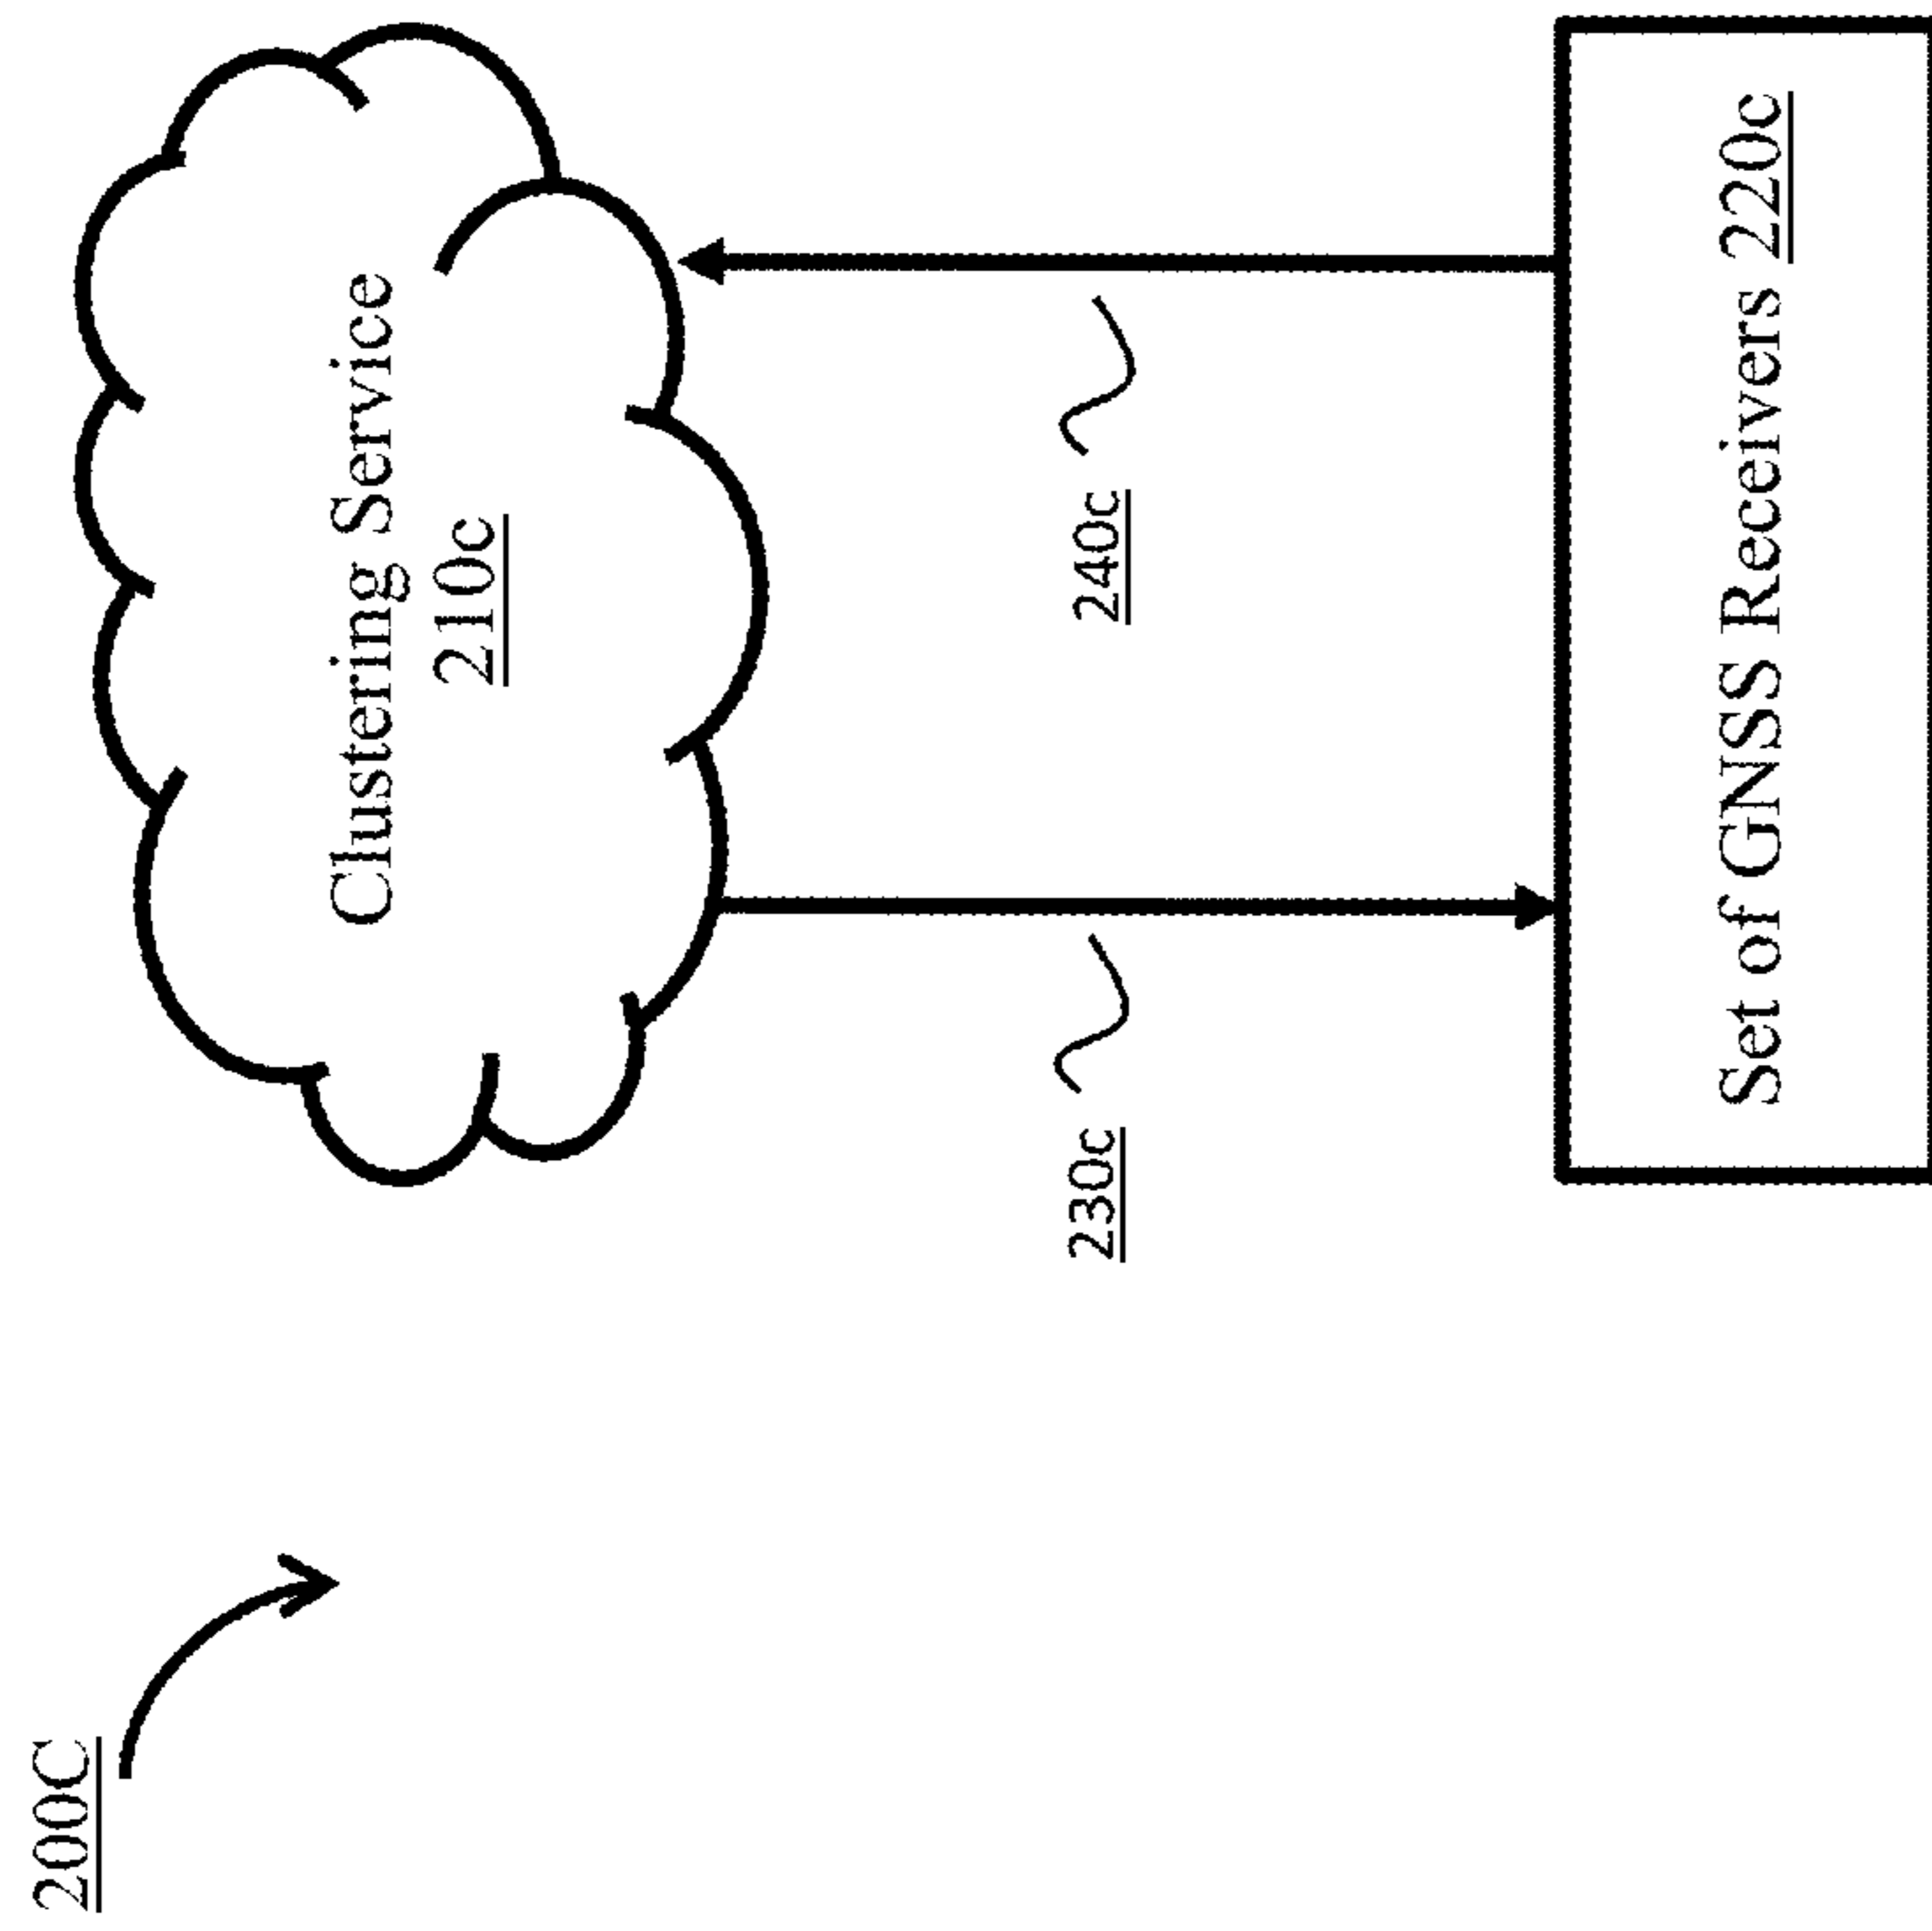 200C
Clustering Service
210c
230c
240c
Set of GNSS Receivers 220c